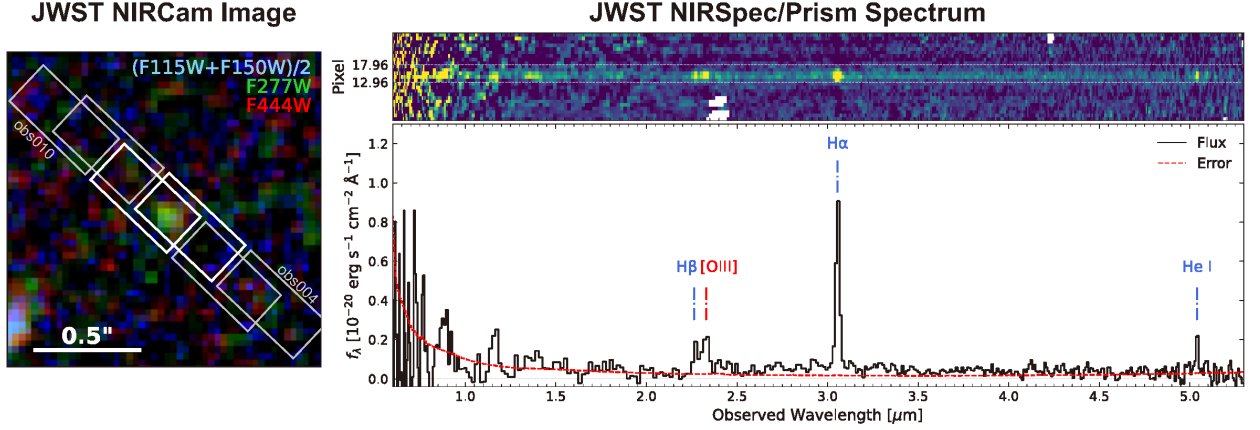 JWST NIRCam Image
(F115W+F150W)/2
F277W
F444W
obs010
obs004
0.5"
JWST NIRSpec/Prism Spectrum
Pixel
17.96
12.96
Hα
Flux
Error
Hβ [OIII]
He I
fλ [10⁻²⁰ erg s⁻¹ cm⁻² Å⁻¹]
1.2
1.0
0.8
0.6
0.4
0.2
0.0
1.0 1.5 2.0 2.5 3.0 3.5 4.0 4.5 5.0
Observed Wavelength [μm]